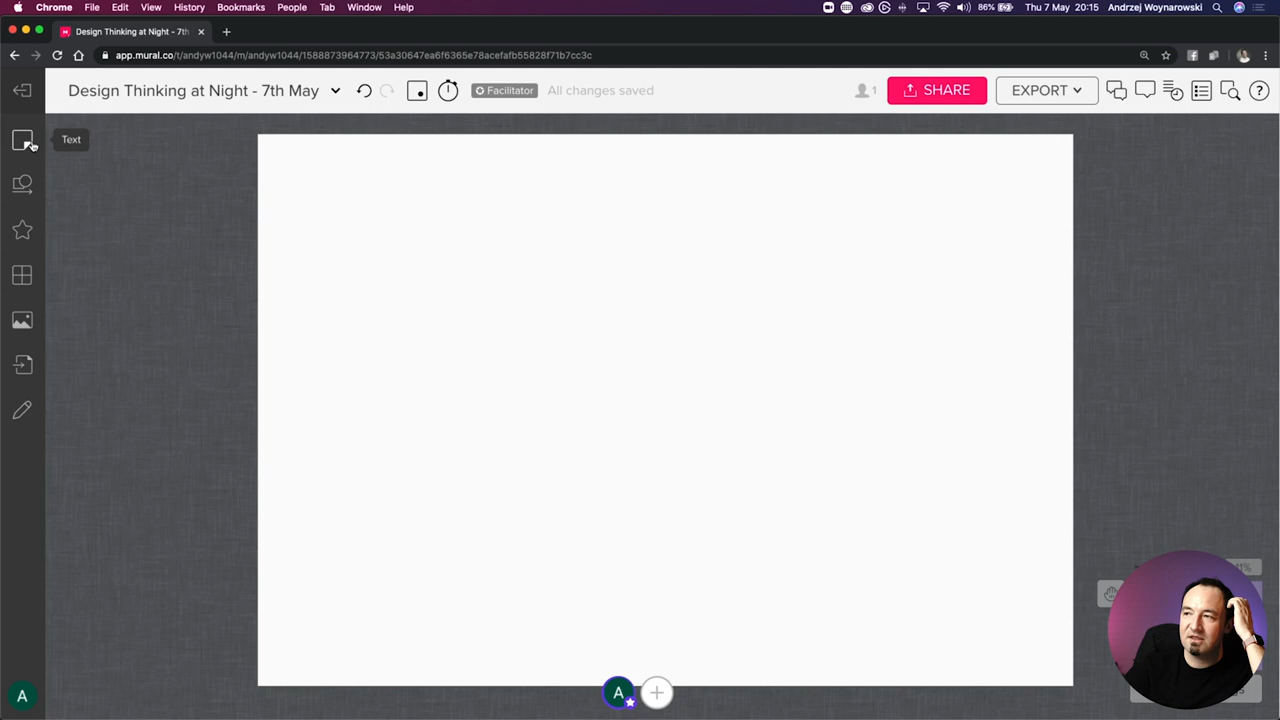 Chrome File Edit View History Bookmarks People Tab Window Help
86% Thu 7 May 20:15 Andrzej Woynarowski
Design Thinking at Night - 7th
app.mural.co/t/andyw1044/m/andyw1044/1588873964773/53a30647ea6f6365e78acefafb55828f71b7cc3c
Design Thinking at Night - 7th May
Facilitator
All changes saved
1
SHARE
EXPORT
?
Text
A
A